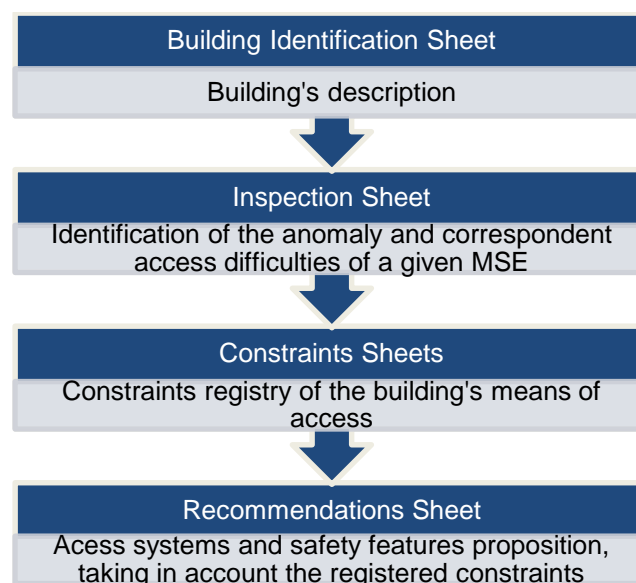 Building Identification Sheet
Building's description
Inspection Sheet
Identification of the anomaly and correspondent
access difficulties of a given MSE
Constraints Sheets
Constraints registry of the building's means of
access
Recommendations Sheet
Acess systems and safety features proposition,
taking in account the registered constraints